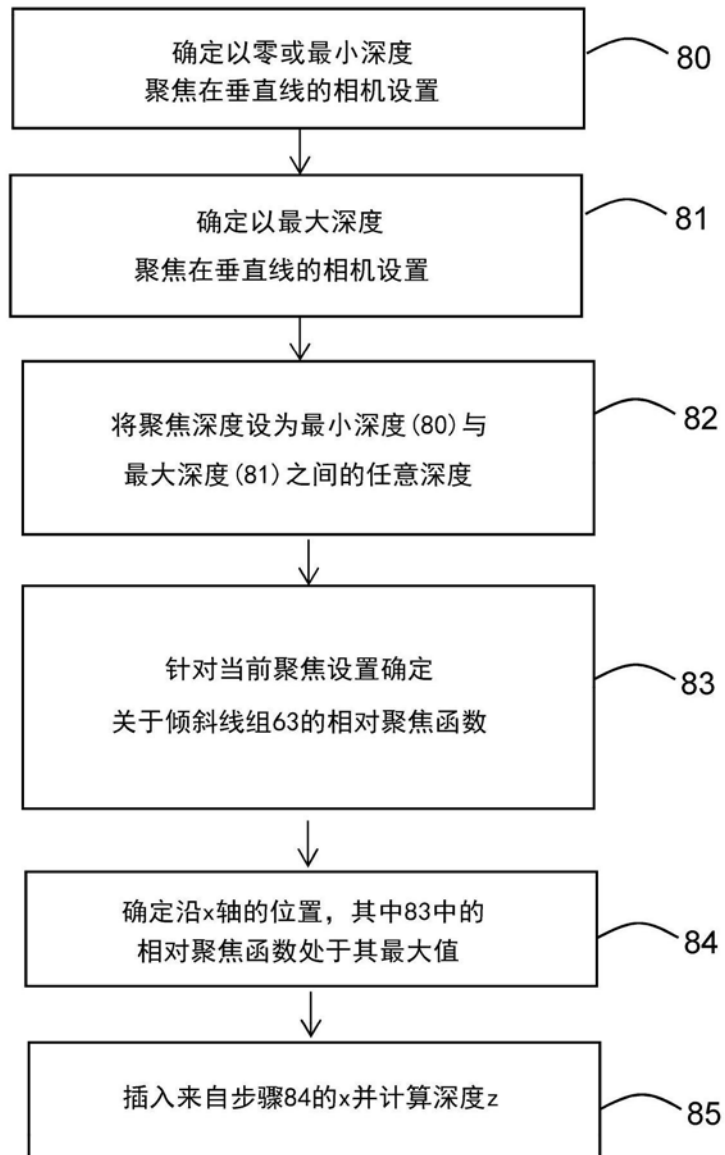 确定以零或最小深度
聚焦在垂直线的相机设置
80
确定以最大深度
聚焦在垂直线的相机设置
81
将聚焦深度设为最小深度(80)与
最大深度(81)之间的任意深度
82
针对当前聚焦设置确定
关于倾斜线组63的相对聚焦函数
83
确定沿x轴的位置，其中83中的
相对聚焦函数处于其最大值
84
插入来自步骤84的x并计算深度z
85